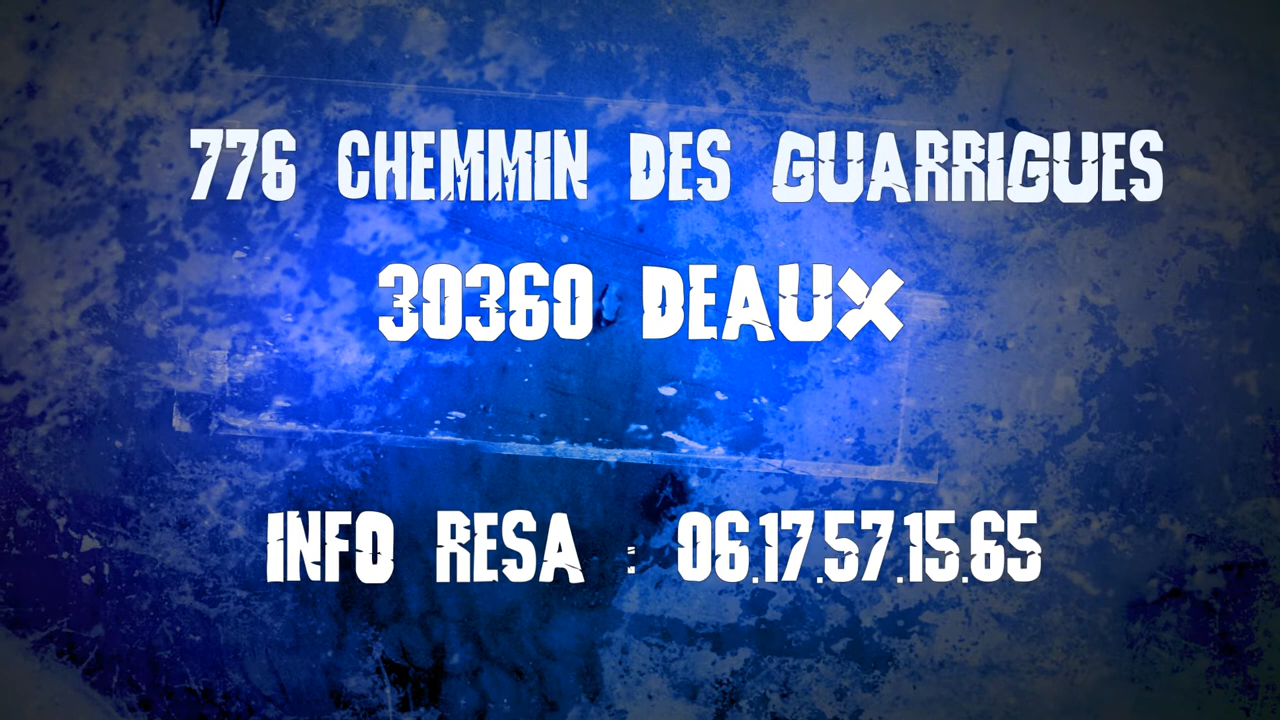 776 CHEMMIN DES GUARRIGUES
30360 DEAUX
INFO RESA : 06.17.57.15.65